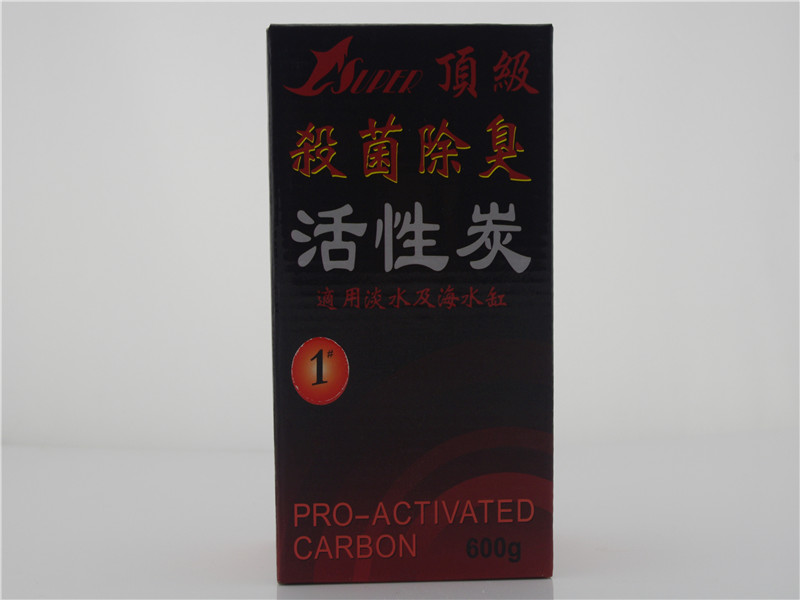 SUPER 頂級
殺菌除臭
活性炭
適用淡水及海水缸
1#
PRO-ACTIVATED
CARBON 600g